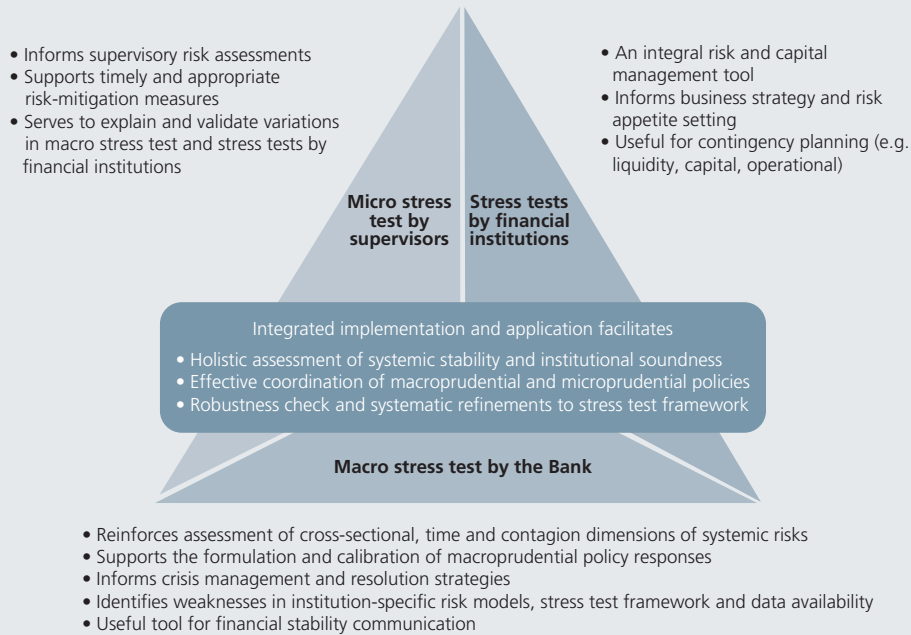 • Informs supervisory risk assessments
• Supports timely and appropriate
risk-mitigation measures
• Serves to explain and validate variations
in macro stress test and stress tests by
financial institutions
• An integral risk and capital
management tool
• Informs business strategy and risk
appetite setting
• Useful for contingency planning (e.g.
liquidity, capital, operational)
Micro stress
test by
supervisors
Stress tests
by financial
institutions
Integrated implementation and application facilitates
• Holistic assessment of systemic stability and institutional soundness
• Effective coordination of macroprudential and microprudential policies
• Robustness check and systematic refinements to stress test framework
Macro stress test by the Bank
• Reinforces assessment of cross-sectional, time and contagion dimensions of systemic risks
• Supports the formulation and calibration of macroprudential policy responses
• Informs crisis management and resolution strategies
• Identifies weaknesses in institution-specific risk models, stress test framework and data availability
• Useful tool for financial stability communication